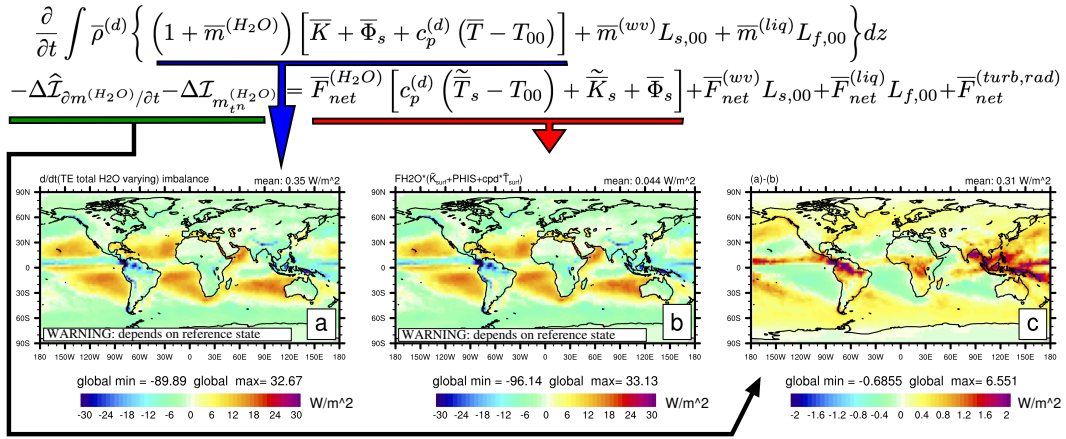 ∂/∂t ∫ ρ̅^(d) { (1 + m̅^(H₂O)) [K̅ + Φ̅_s + c_p^(d) (T̅ − T₀₀)] + m̅^(wv) L_s,00 + m̅^(liq) L_f,00 } dz
−ΔÎ_∂m^(H₂O)/∂t −ΔI_m_tⁿ^(H₂O) = F̅_net^(H₂O) [c_p^(d) (T̃̅_s − T₀₀) + K̃̅_s + Φ̅_s] + F̅_net^(wv) L_s,00 + F̅_net^(liq) L_f,00 + F̅_net^(turb,rad)
d/dt(TE total H2O varying) imbalance mean: 0.35 W/m^2
FH2O*(K̃_surf+PHIS+cpd*T̃_surf) mean: 0.044 W/m^2
(a)-(b) mean: 0.31 W/m^2
90N 90N 90N
60N 60N 60N
30N 30N 30N
0 0 0
30S 30S 30S
60S 60S 60S
a b c
WARNING: depends on reference state WARNING: depends on reference state
90S 90S 90S
180 150W 120W 90W 60W 30W 0 30E 60E 90E 120E 150E 180
180 150W 120W 90W 60W 30W 0 30E 60E 90E 120E 150E 180
180 150W 120W 90W 60W 30W 0 30E 60E 90E 120E 150E 180
global min = -89.89 global max= 32.67
global min = -96.14 global max= 33.13
global min = -0.6855 global max= 6.551
-30 -24 -18 -12 -6 0 6 12 18 24 30 W/m^2
-30 -24 -18 -12 -6 0 6 12 18 24 30 W/m^2
-2 -1.6 -1.2 -0.8 -0.4 0 0.4 0.8 1.2 1.6 2 W/m^2